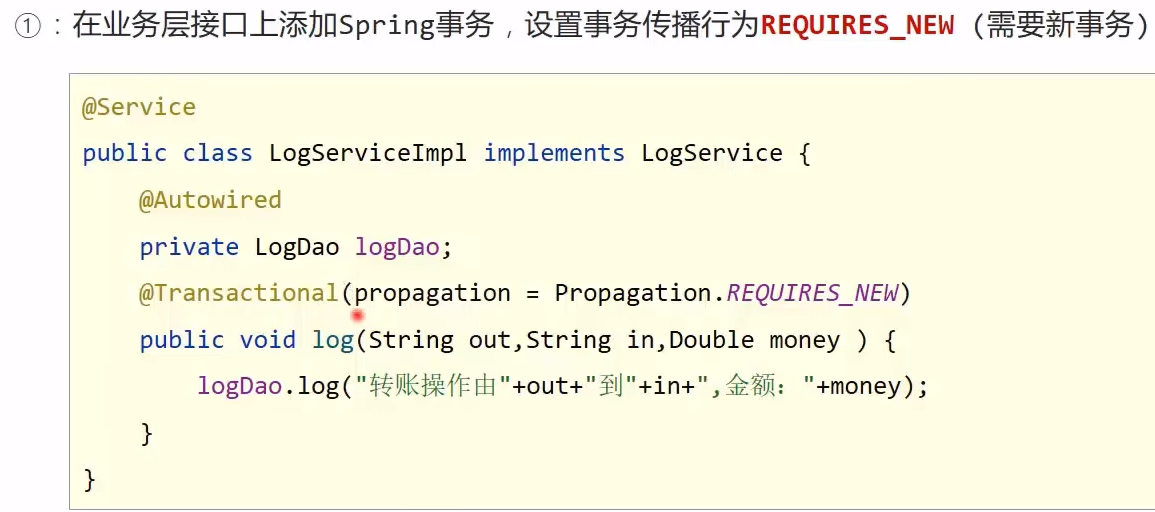 ①：在业务层接口上添加Spring事务，设置事务传播行为REQUIRES_NEW（需要新事务）
@Service
public class LogServiceImpl implements LogService {
    @Autowired
    private LogDao logDao;
    @Transactional(propagation = Propagation.REQUIRES_NEW)
    public void log(String out,String in,Double money ) {
        logDao.log("转账操作由"+out+"到"+in+",金额："+money);
    }
}